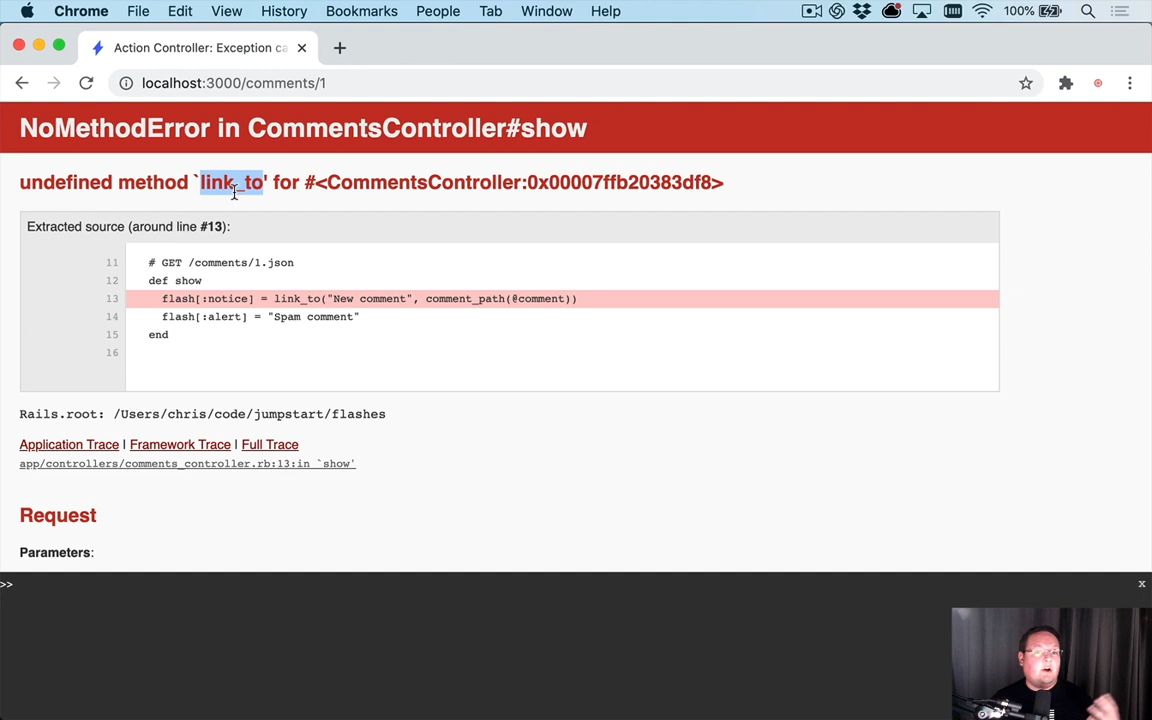 Chrome File Edit View History Bookmarks People Tab Window Help 100%
Action Controller: Exception ca
localhost:3000/comments/1
NoMethodError in CommentsController#show
undefined method `link_to' for #<CommentsController:0x00007ffb20383df8>
Extracted source (around line #13):
11 # GET /comments/1.json
12 def show
13 flash[:notice] = link_to("New comment", comment_path(@comment))
14 flash[:alert] = "Spam comment"
15 end
16
Rails.root: /Users/chris/code/jumpstart/flashes
Application Trace | Framework Trace | Full Trace
app/controllers/comments_controller.rb:13:in `show'
Request
Parameters:
>> x